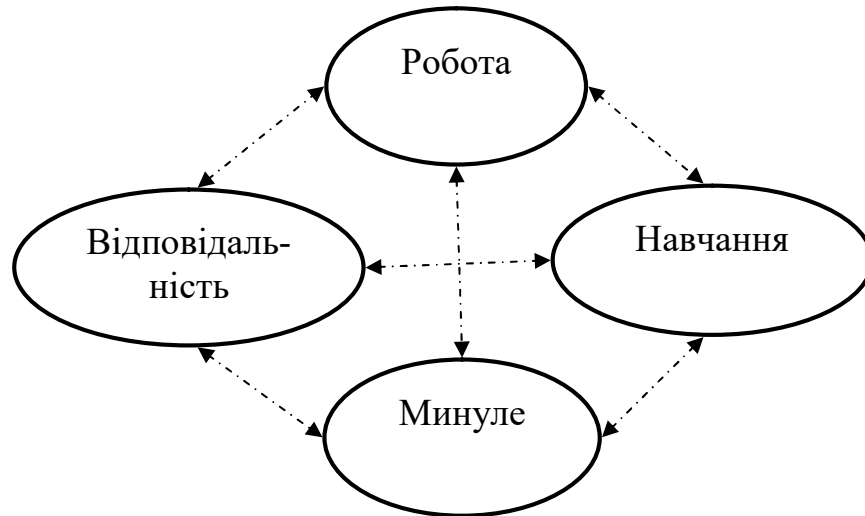 Робота
Відповідаль-
ність
Навчання
Минуле